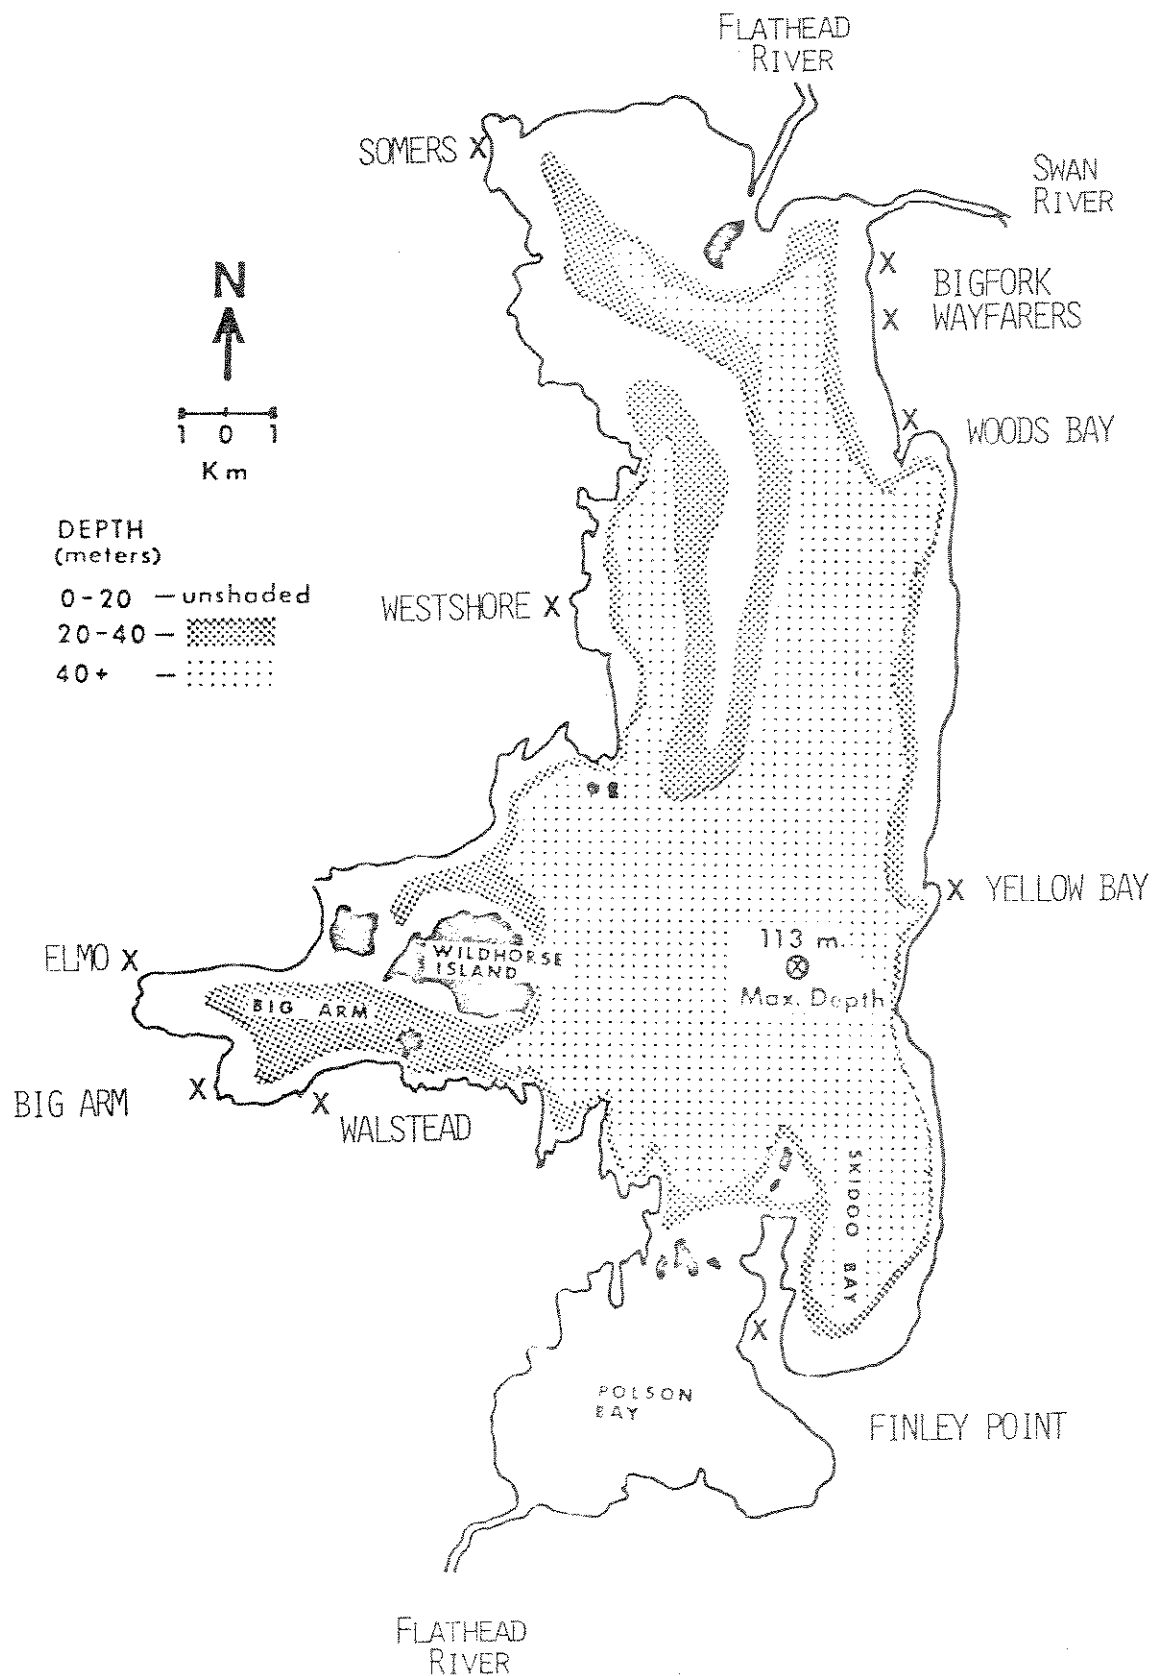 FLATHEAD
RIVER
SOMERS X
SWAN
RIVER
N
X
BIGFORK
X
WAYFARERS
1 0 1
Km
X
WOODS BAY
DEPTH
(meters)
0-20 — unshaded
20-40 —
40+ —
WESTSHORE X
X YELLOW BAY
ELMO X
WILDHORSE
ISLAND
113 m.
X
Max. Depth
BIG ARM
BIG ARM X
X
WALSTEAD
SKIDOO BAY
X
POLSON
BAY
FINLEY POINT
FLATHEAD
RIVER